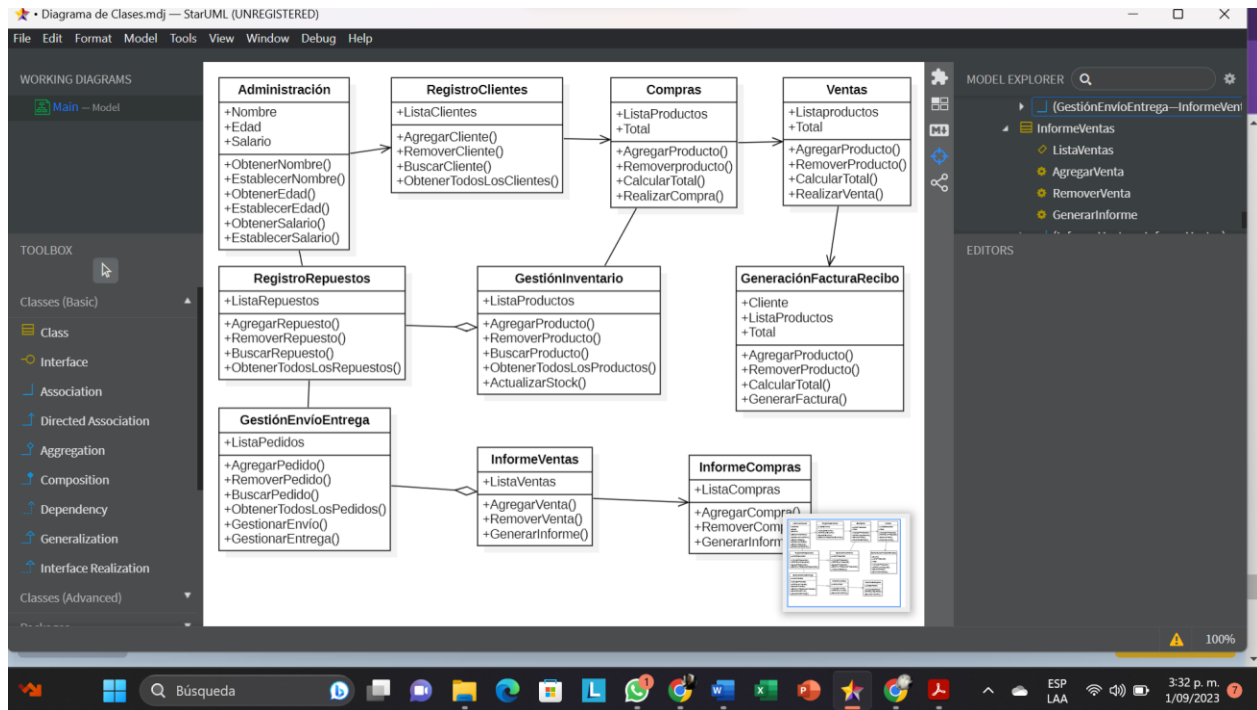 • Diagrama de Clases.mdj — StarUML (UNREGISTERED)
File Edit Format Model Tools View Window Debug Help
WORKING DIAGRAMS
Main — Model
TOOLBOX
Classes (Basic)
Class
Interface
Association
Directed Association
Aggregation
Composition
Dependency
Generalization
Interface Realization
Classes (Advanced)
Administración
+Nombre
+Edad
+Salario
+ObtenerNombre()
+EstablecerNombre()
+ObtenerEdad()
+EstablecerEdad()
+ObtenerSalario()
+EstablecerSalario()
RegistroClientes
+ListaClientes
+AgregarCliente()
+RemoverCliente()
+BuscarCliente()
+ObtenerTodosLosClientes()
Compras
+ListaProductos
+Total
+AgregarProducto()
+Removerproducto()
+CalcularTotal()
+RealizarCompra()
Ventas
+Listaproductos
+Total
+AgregarProducto()
+RemoverProducto()
+CalcularTotal()
+RealizarVenta()
RegistroRepuestos
+ListaRepuestos
+AgregarRepuesto()
+RemoverRepuesto()
+BuscarRepuesto()
+ObtenerTodosLosRepuestos()
GestiónInventario
+ListaProductos
+AgregarProducto()
+RemoverProducto()
+BuscarProducto()
+ObtenerTodosLosProductos()
+ActualizarStock()
GeneraciónFacturaRecibo
+Cliente
+ListaProductos
+Total
+AgregarProducto()
+RemoverProducto()
+CalcularTotal()
+GenerarFactura()
GestiónEnvíoEntrega
+ListaPedidos
+AgregarPedido()
+RemoverPedido()
+BuscarPedido()
+ObtenerTodosLosPedidos()
+GestionarEnvío()
+GestionarEntrega()
InformeVentas
+ListaVentas
+AgregarVenta()
+RemoverVenta()
+GenerarInforme()
InformeCompras
+ListaCompras
+AgregarCompra()
+RemoverComp
+GenerarInform
MODEL EXPLORER
(GestiónEnvíoEntrega—InformeVent
InformeVentas
ListaVentas
AgregarVenta
RemoverVenta
GenerarInforme
EDITORS
100%
Búsqueda
1
ESP
LAA
3:32 p. m.
1/09/2023
7